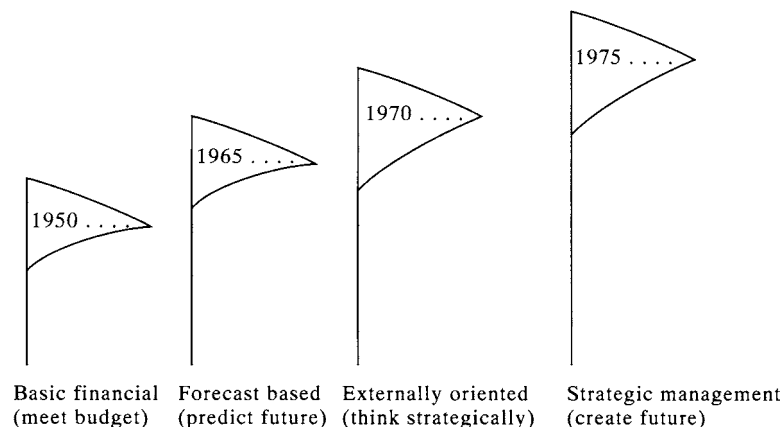 1975 . . . .
1970 . . . .
1965 . . . .
1950 . . . . .
Basic financial
(meet budget)
Forecast based
(predict future)
Externally oriented
(think strategically)
Strategic management
(create future)